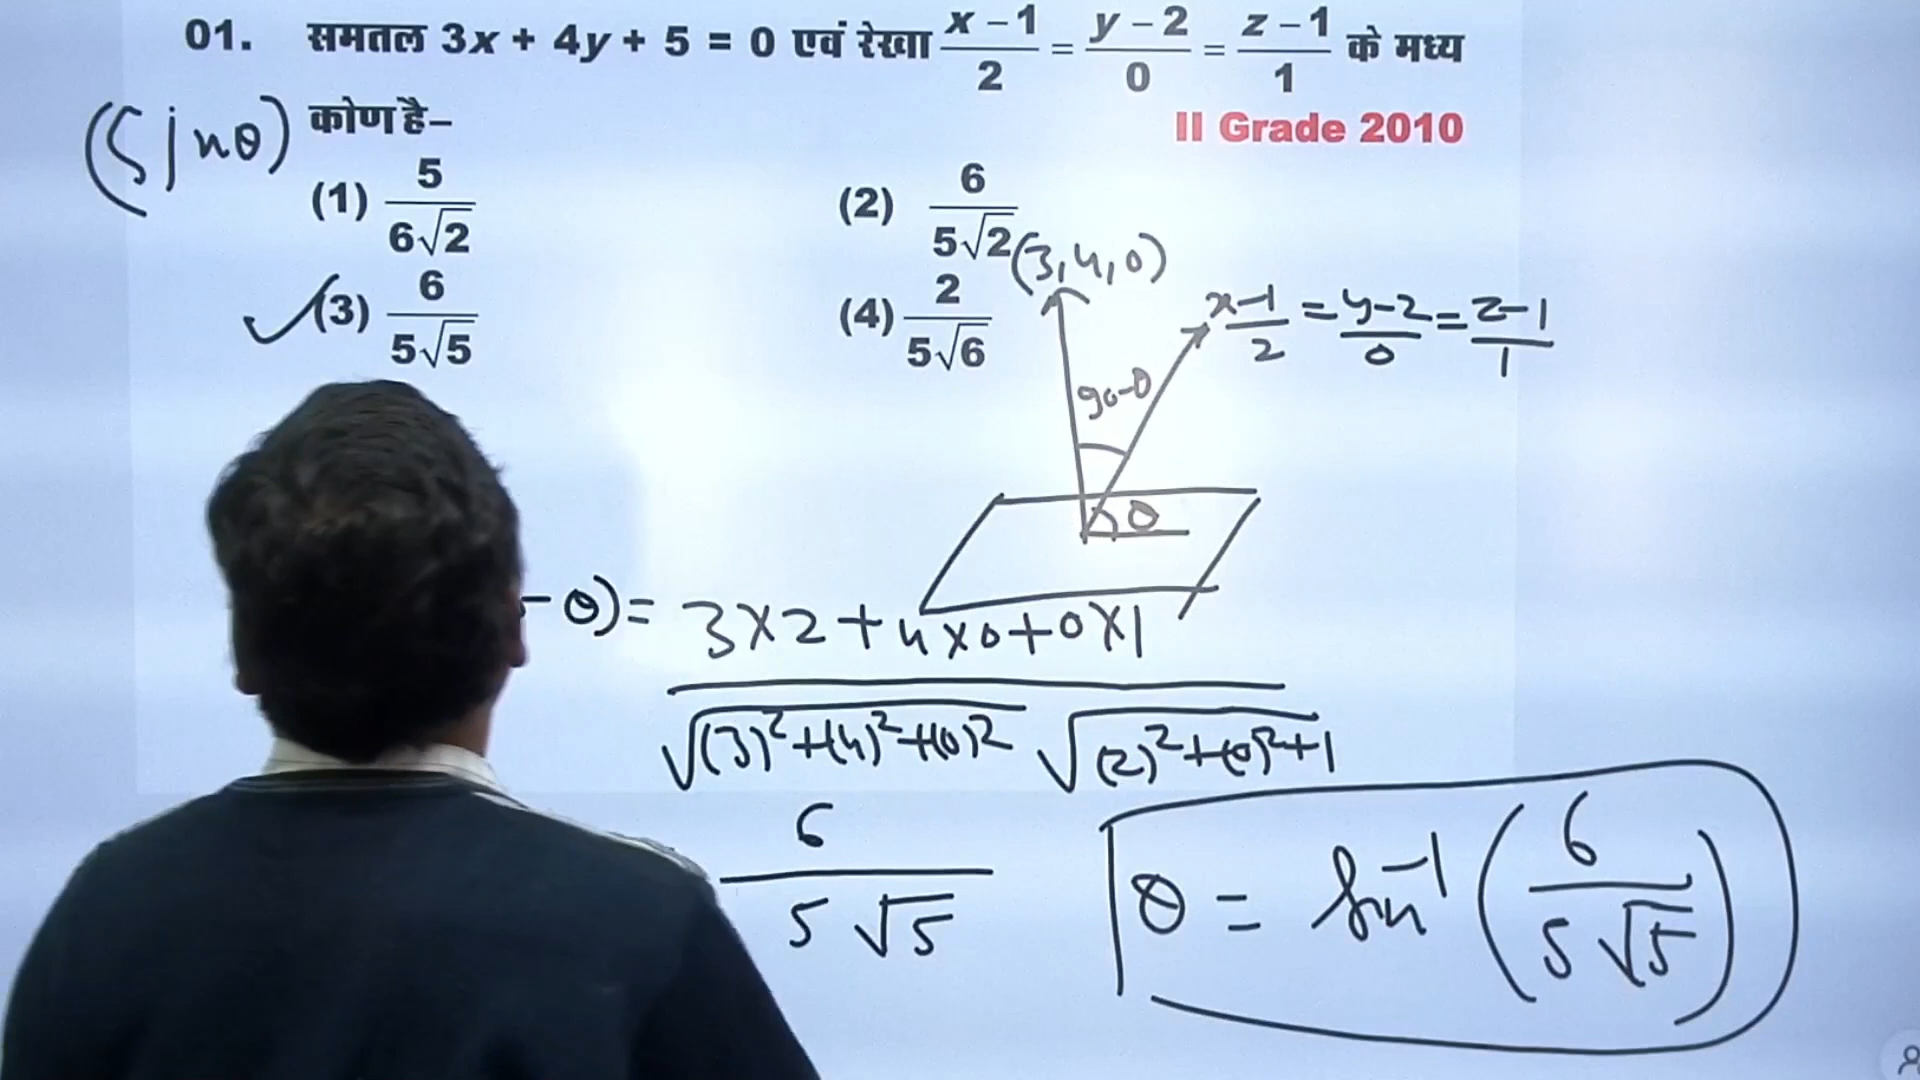 01. समतल 3x + 4y + 5 = 0 एवं रेखा (x – 1)/2 = (y – 2)/0 = (z – 1)/1 के मध्य
कोण है–
(sinθ)
II Grade 2010
(1) 5/(6√2)
(2) 6/(5√2)
(3) 6/(5√5)
(4) 2/(5√6)
(3,4,0)
(x-1)/2 = (y-2)/0 = (z-1)/1
90-θ
θ
-θ) = (3×2+4×0+0×1)/(√((3)²+(4)²+(0)²) √((2)²+(0)²+1))
6/(5√5)
θ = sin⁻¹(6/(5√5))